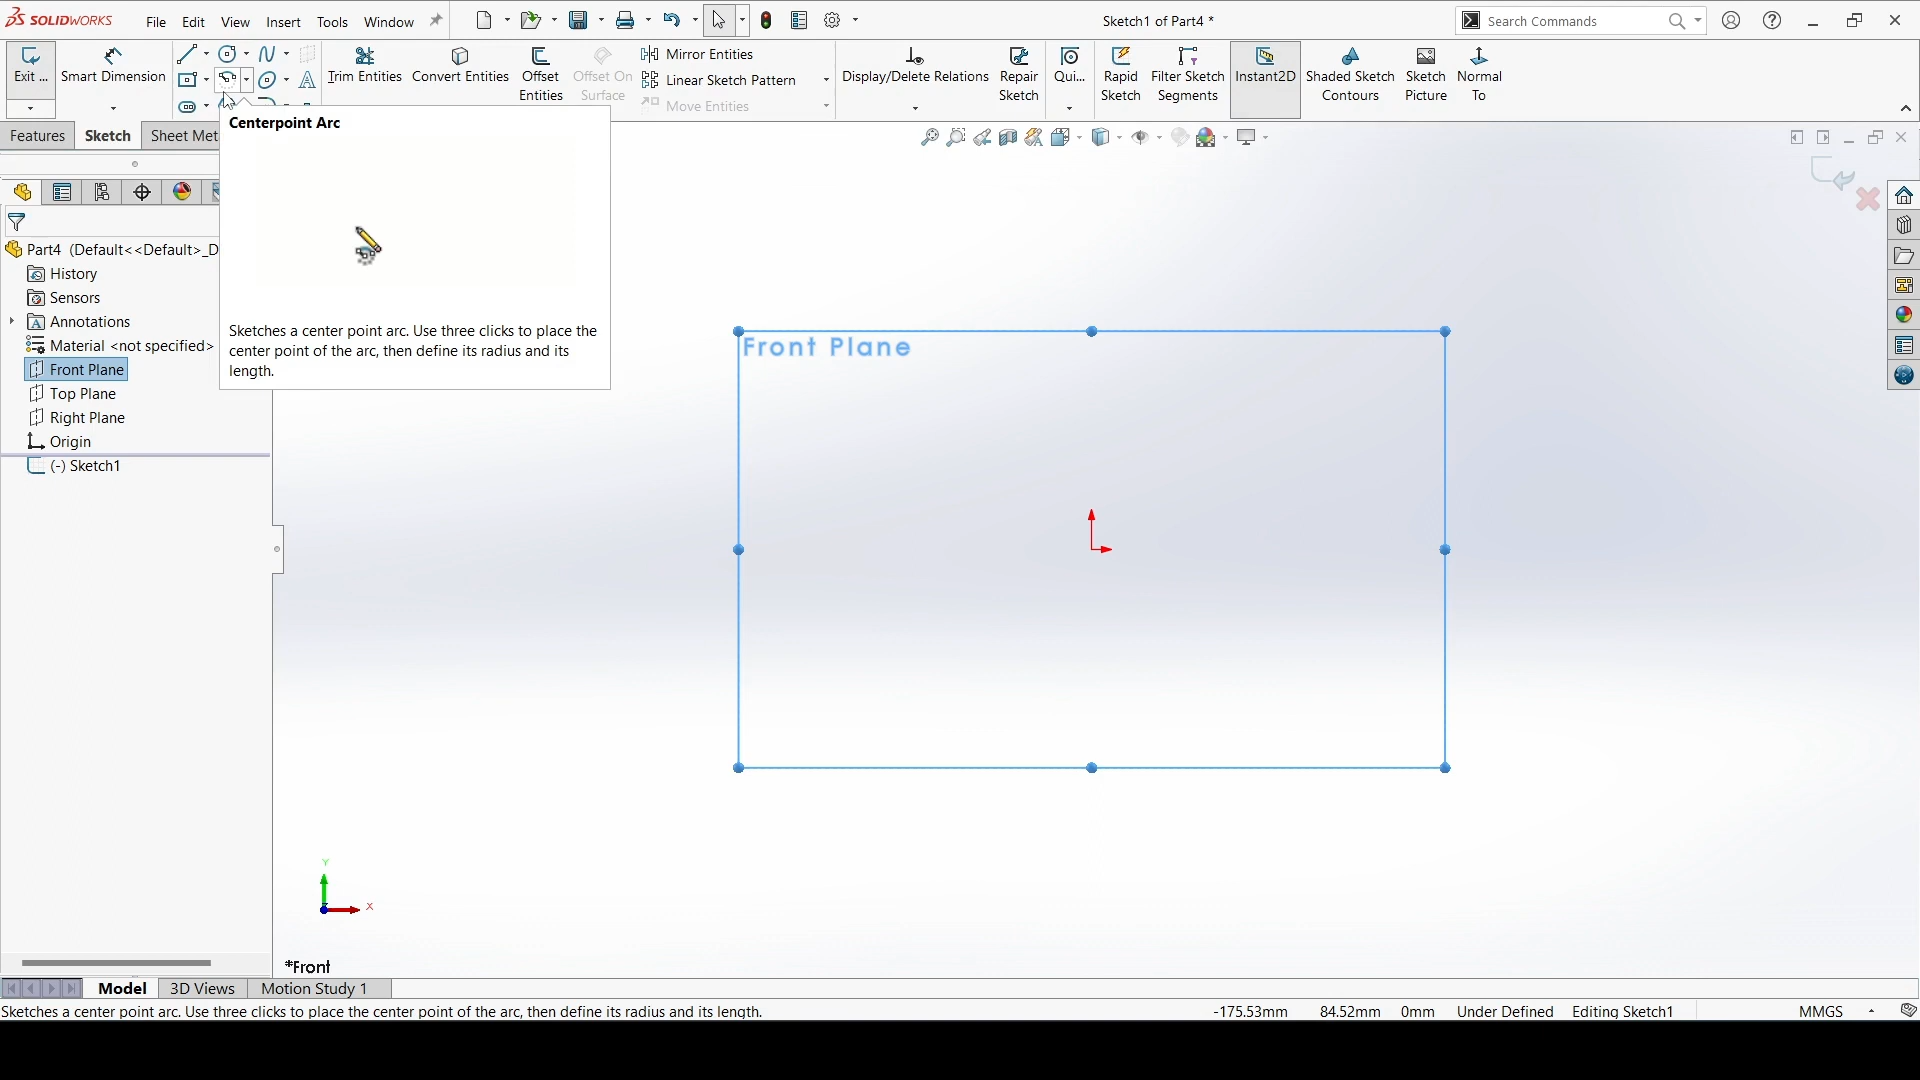 SOLIDWORKS File Edit View Insert Tools Window Sketch1 of Part4 * Search Commands
Exit ... Smart Dimension Trim Entities Convert Entities Offset Entities Offset On Surface Mirror Entities Linear Sketch Pattern Move Entities Display/Delete Relations Repair Sketch Qui... Rapid Sketch Filter Sketch Segments Instant2D Shaded Sketch Contours Sketch Picture Normal To
Features Sketch Sheet Met
Centerpoint Arc
Sketches a center point arc. Use three clicks to place the
center point of the arc, then define its radius and its
length.
Part4 (Default<<Default>_D
History
Sensors
Annotations
Material <not specified>
Front Plane
Top Plane
Right Plane
Origin
(-) Sketch1
Front Plane
Y
X
*Front
Model 3D Views Motion Study 1
Sketches a center point arc. Use three clicks to place the center point of the arc, then define its radius and its length. -175.53mm 84.52mm 0mm Under Defined Editing Sketch1 MMGS